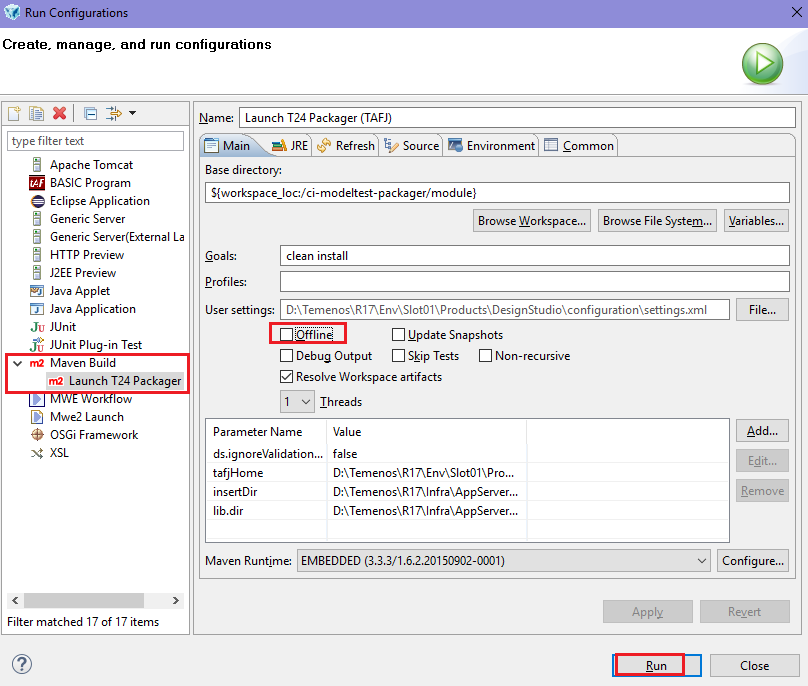 Run Configurations
Create, manage, and run configurations
type filter text
Apache Tomcat
BASIC Program
Eclipse Application
Generic Server
Generic Server(External La
HTTP Preview
J2EE Preview
Java Applet
Java Application
Ju JUnit
JUnit Plug-in Test
m2 Maven Build
m2 Launch T24 Packager
MWE Workflow
Mwe2 Launch
OSGi Framework
XSL
Filter matched 17 of 17 items
Name: Launch T24 Packager (TAFJ)
Main JRE Refresh Source Environment Common
Base directory:
${workspace_loc:/ci-modeltest-packager/module}
Browse Workspace... Browse File System... Variables...
Goals: clean install
Profiles:
User settings: D:\Temenos\R17\Env\Slot01\Products\DesignStudio\configuration\settings.xml File...
Offline Update Snapshots
Debug Output Skip Tests Non-recursive
Resolve Workspace artifacts
1 Threads
Parameter Name Value Add...
ds.ignoreValidation... false
tafjHome D:\Temenos\R17\Env\Slot01\Pro... Edit...
insertDir D:\Temenos\R17\Infra\AppServer... Remove
lib.dir D:\Temenos\R17\Infra\AppServer...
Maven Runtime: EMBEDDED (3.3.3/1.6.2.20150902-0001) Configure...
Apply Revert
? Run Close